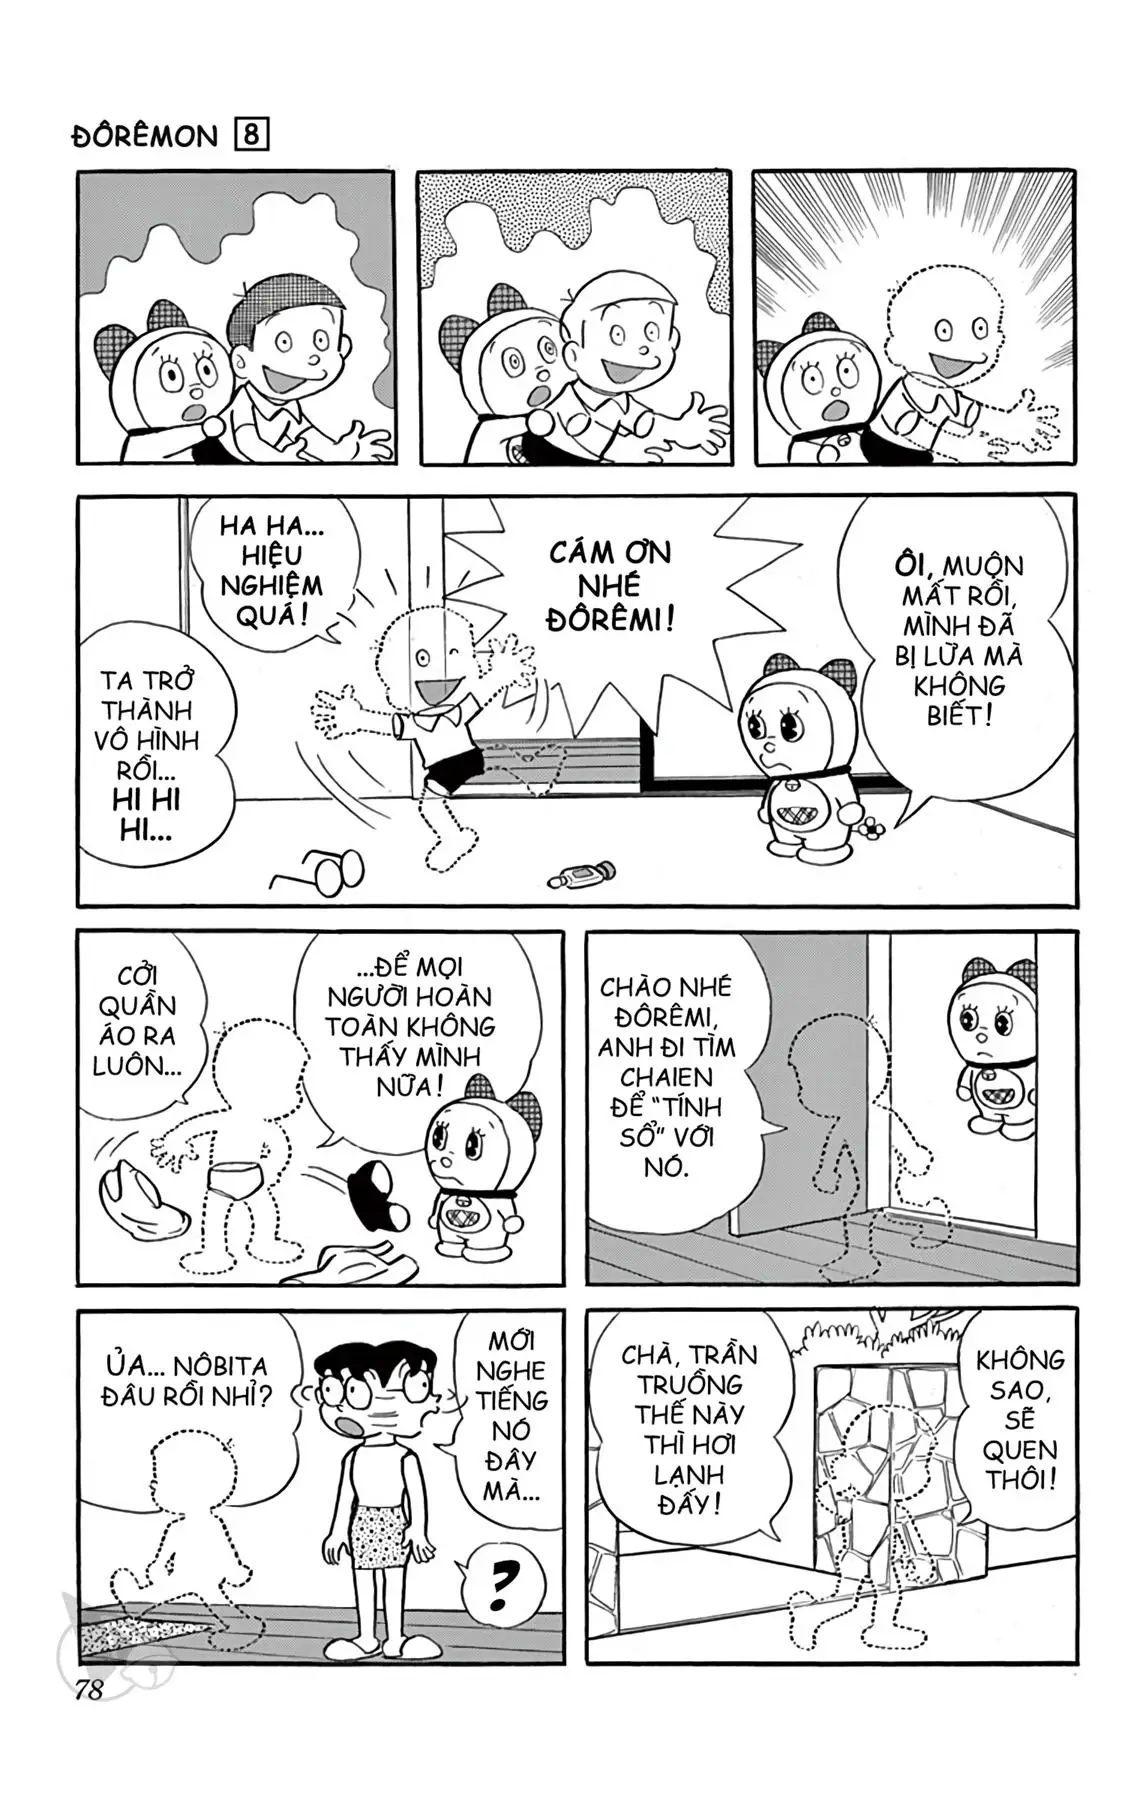 ĐÔRÊMON 8
HA HA...
HIỆU
NGHIỆM
QUÁ!
TA TRỞ
THÀNH
VÔ HÌNH
RỒI...
HI HI
HI...
CÁM ƠN
NHÉ
ĐÔRÊMI!
ÔI, MUỘN
MẤT RỒI,
MÌNH ĐÃ
BỊ LỪA MÀ
KHÔNG
BIẾT!
CỞI
QUẦN
ÁO RA
LUÔN...
...ĐỂ MỌI
NGƯỜI HOÀN
TOÀN KHÔNG
THẤY MÌNH
NỮA!
CHÀO NHÉ
ĐÔRÊMI,
ANH ĐI TÌM
CHAIEN
ĐỂ "TÍNH
SỔ" VỚI
NÓ.
ỦA... NÔBITA
ĐÂU RỒI NHỈ?
MỚI
NGHE
TIẾNG
NÓ
ĐÂY
MÀ...
?
CHÀ, TRẦN
TRUỒNG
THẾ NÀY
THÌ HƠI
LẠNH
ĐẤY!
KHÔNG
SAO,
SẼ
QUEN
THÔI!
78